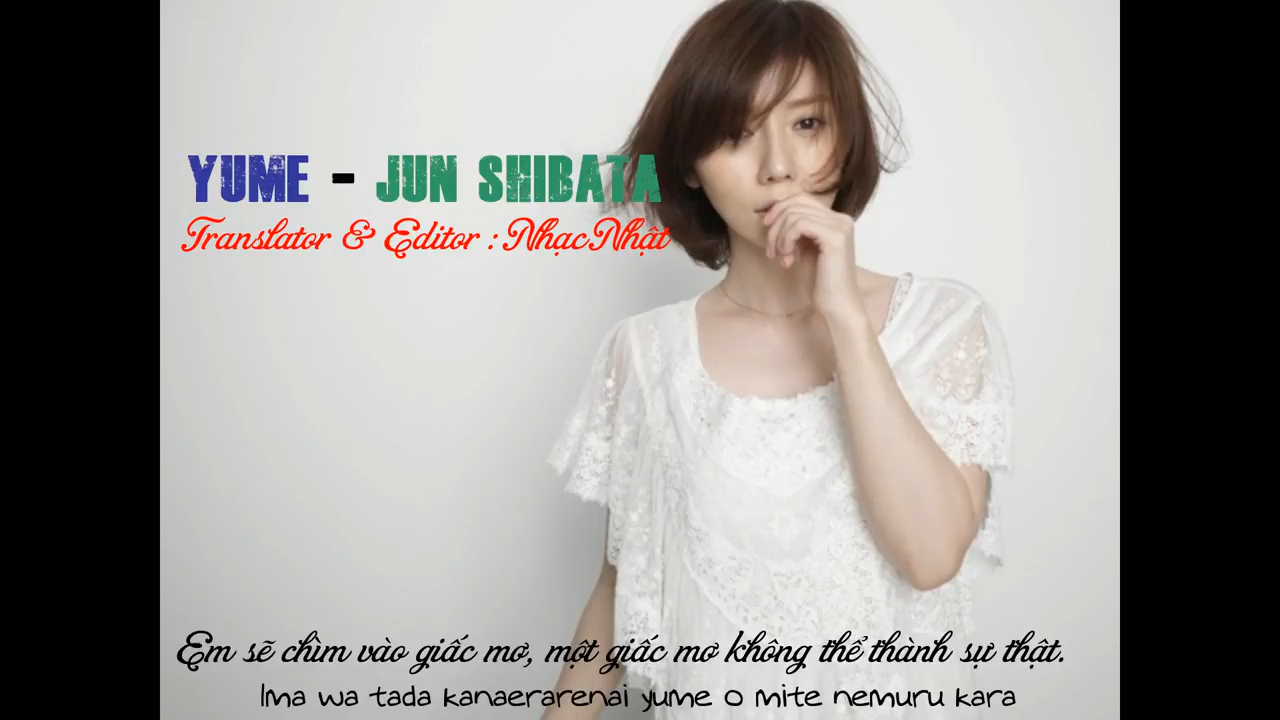 YUME - JUN SHIBATA
Translator & Editor : NhạcNhật
Em sẽ chìm vào giấc mơ, một giấc mơ không thể thành sự thật.
Ima wa tada kanaerarenai yume o mite nemuru kara